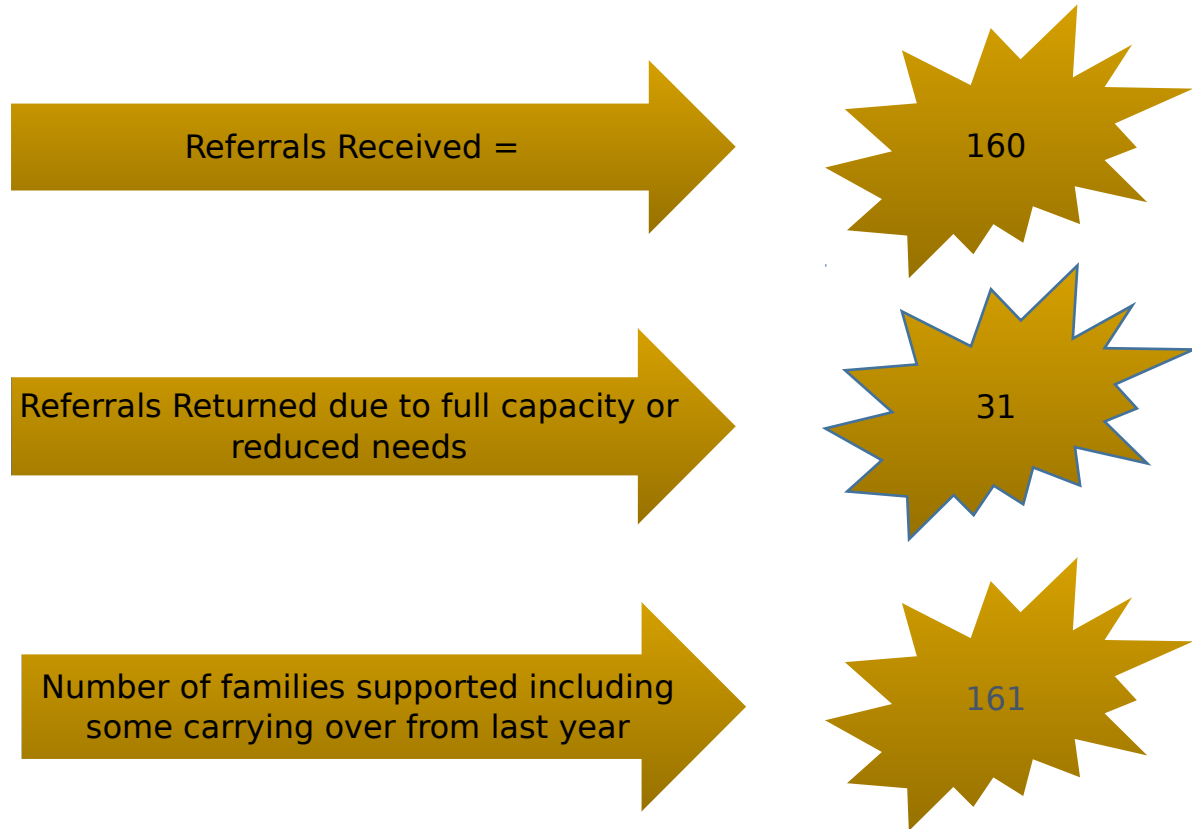 Referrals Received =
160
Referrals Returned due to full capacity or
reduced needs
31
Number of families supported including
some carrying over from last year
161